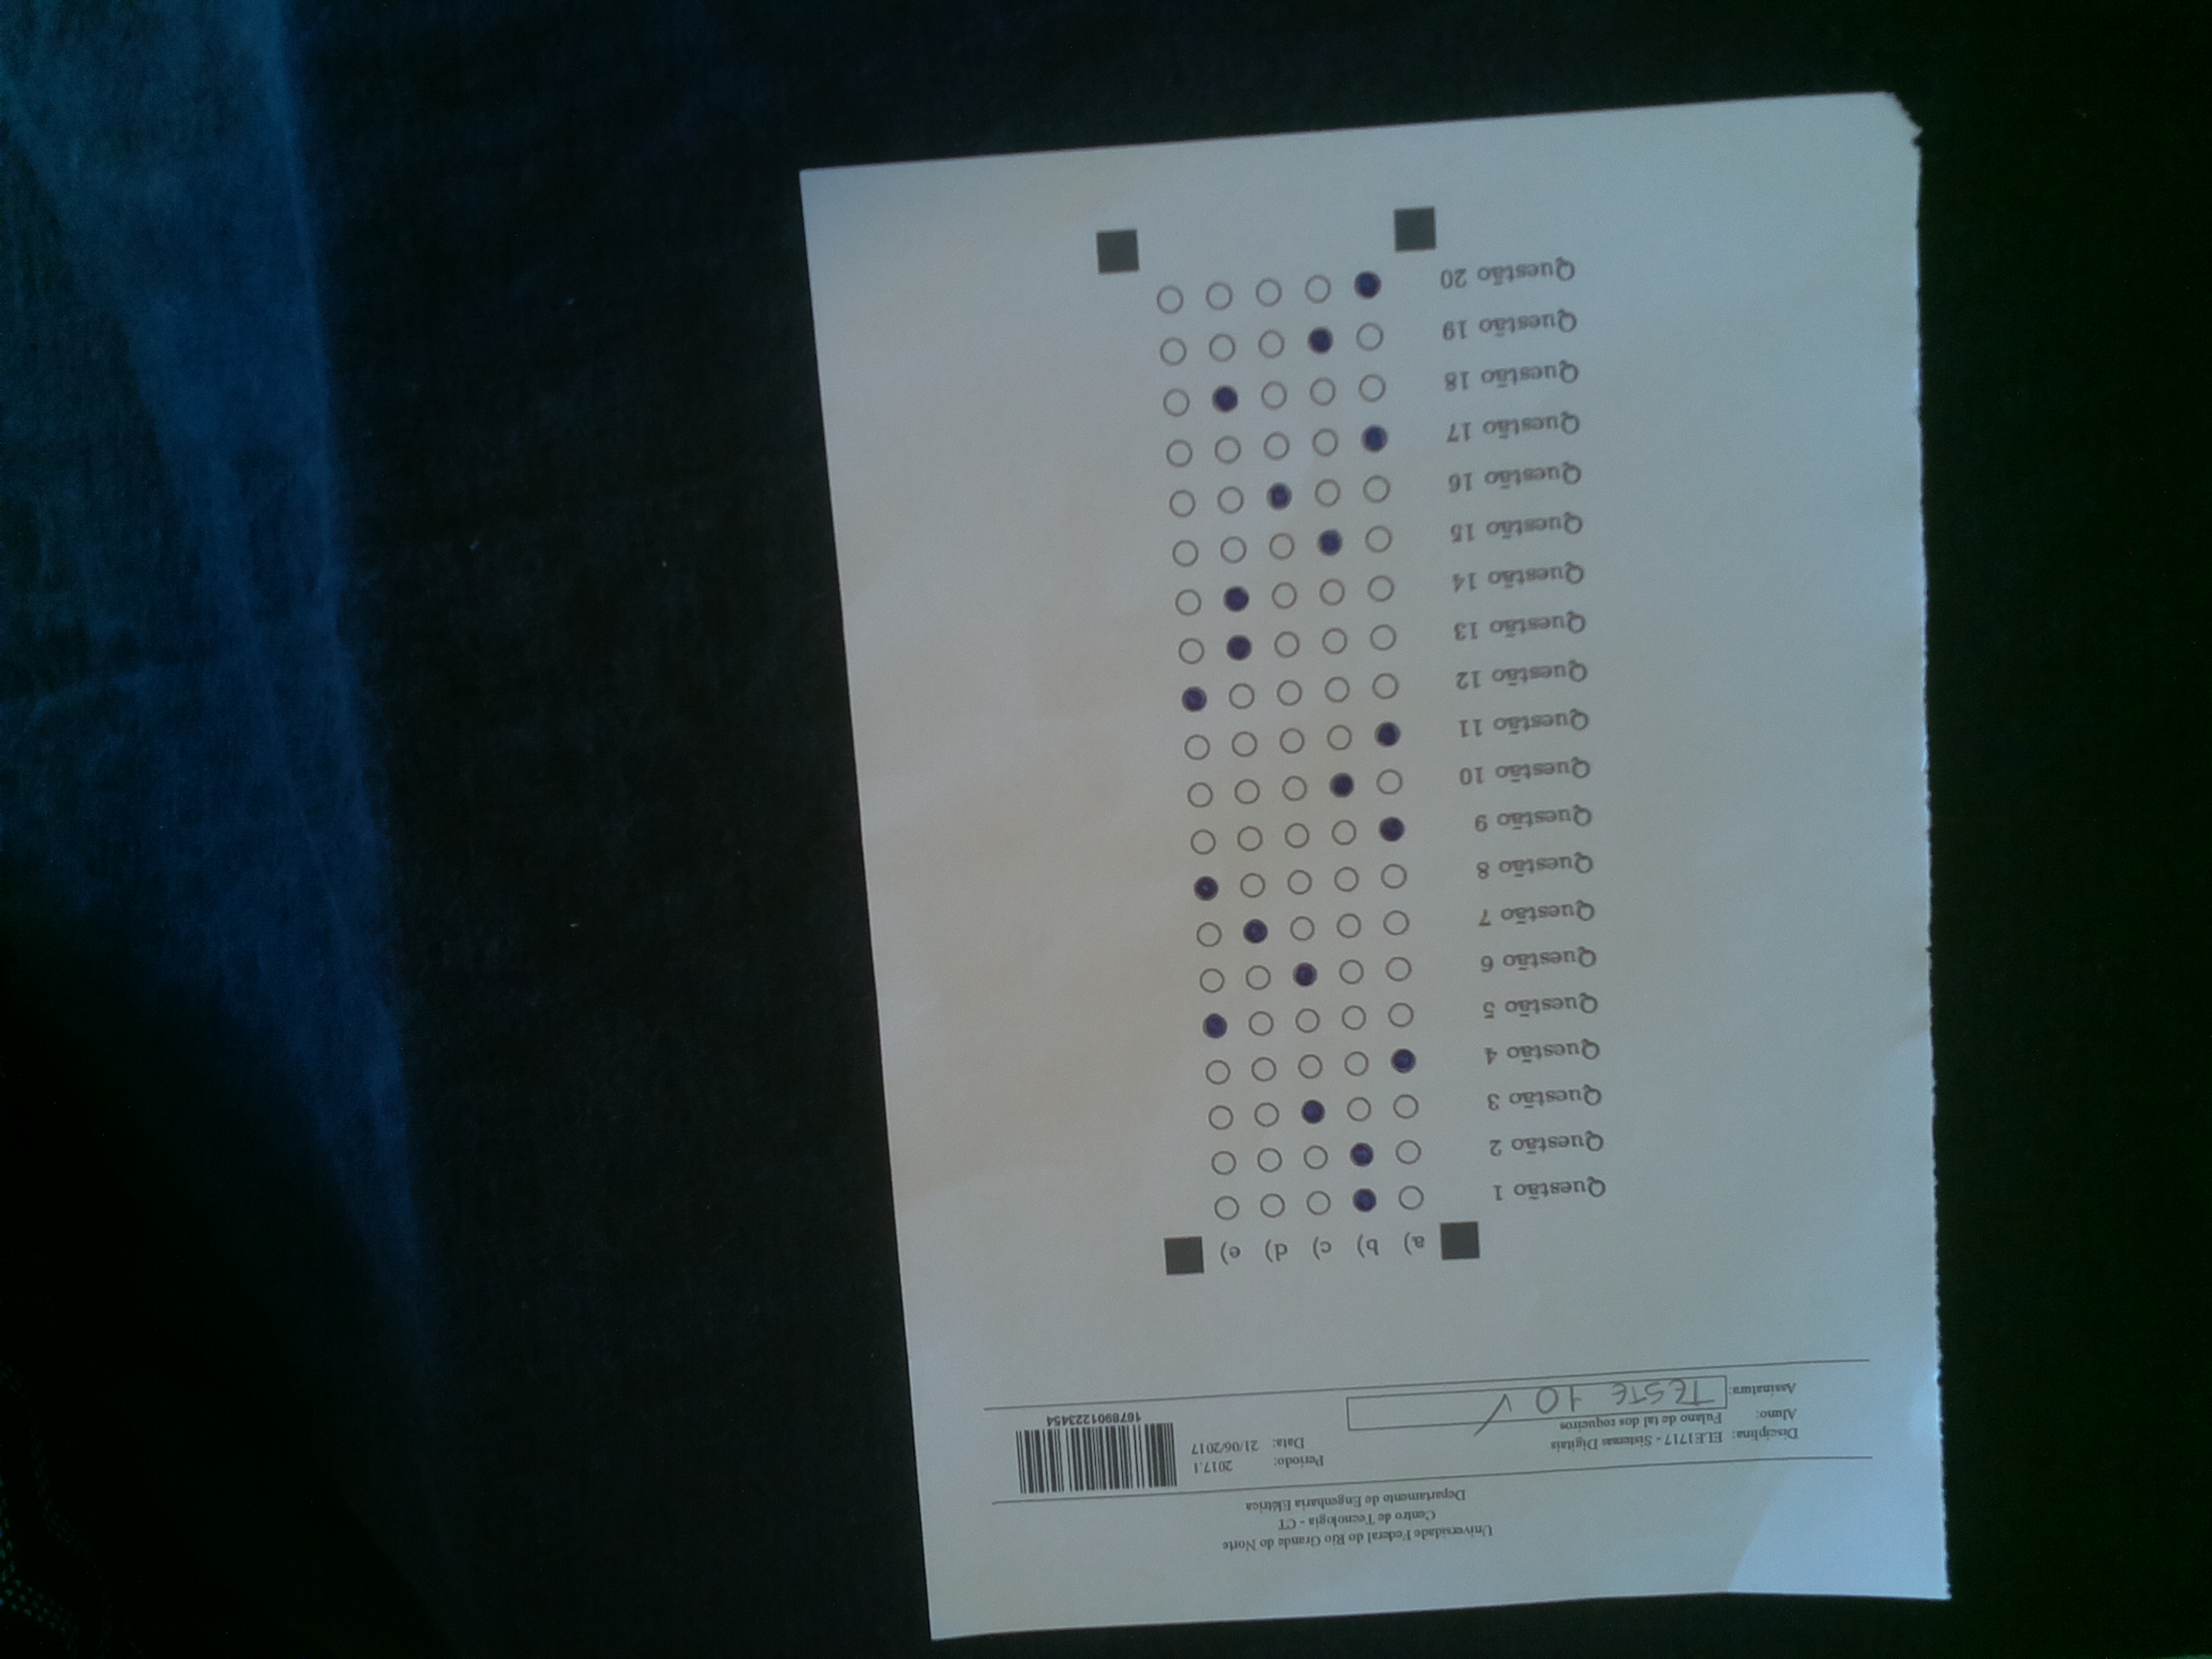 Universidade Federal do Rio Grande do Norte
Centro de Tecnologia - CT
Departamento de Engenharia Elétrica
Disciplina: ELE1717 - Sistemas Digitais
Aluno: Fulano de tal dos toqueiros
Assinatura: TESTE 10 V
Período: 2017.1
Data: 21/06/2017
1678901223454
a) b) c) d) e)
Questão 1
Questão 2
Questão 3
Questão 4
Questão 5
Questão 6
Questão 7
Questão 8
Questão 9
Questão 10
Questão 11
Questão 12
Questão 13
Questão 14
Questão 15
Questão 16
Questão 17
Questão 18
Questão 19
Questão 20